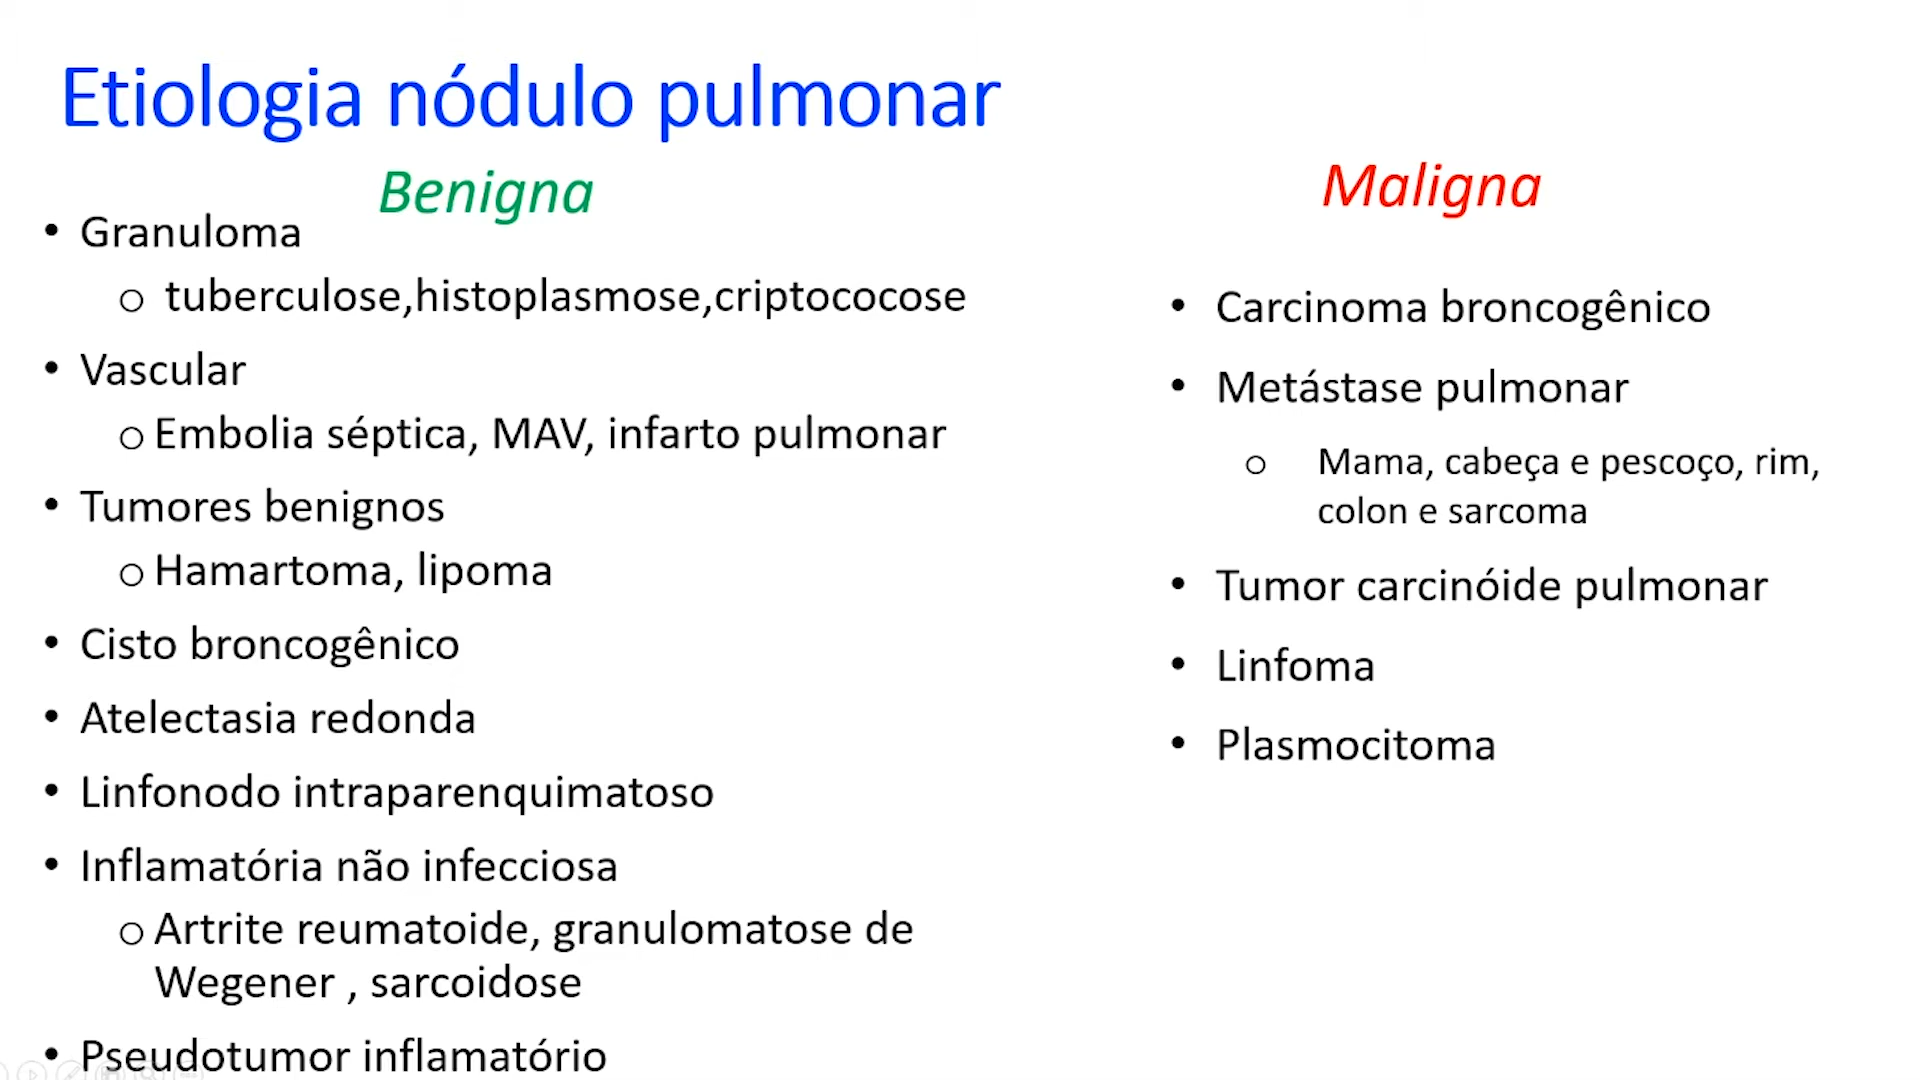 Etiologia nódulo pulmonar
Benigna
• Granuloma
o tuberculose,histoplasmose,criptococose
• Vascular
o Embolia séptica, MAV, infarto pulmonar
• Tumores benignos
o Hamartoma, lipoma
• Cisto broncogênico
• Atelectasia redonda
• Linfonodo intraparenquimatoso
• Inflamatória não infecciosa
o Artrite reumatoide, granulomatose de
Wegener , sarcoidose
• Pseudotumor inflamatório
Maligna
• Carcinoma broncogênico
• Metástase pulmonar
o Mama, cabeça e pescoço, rim,
colon e sarcoma
• Tumor carcinóide pulmonar
• Linfoma
• Plasmocitoma